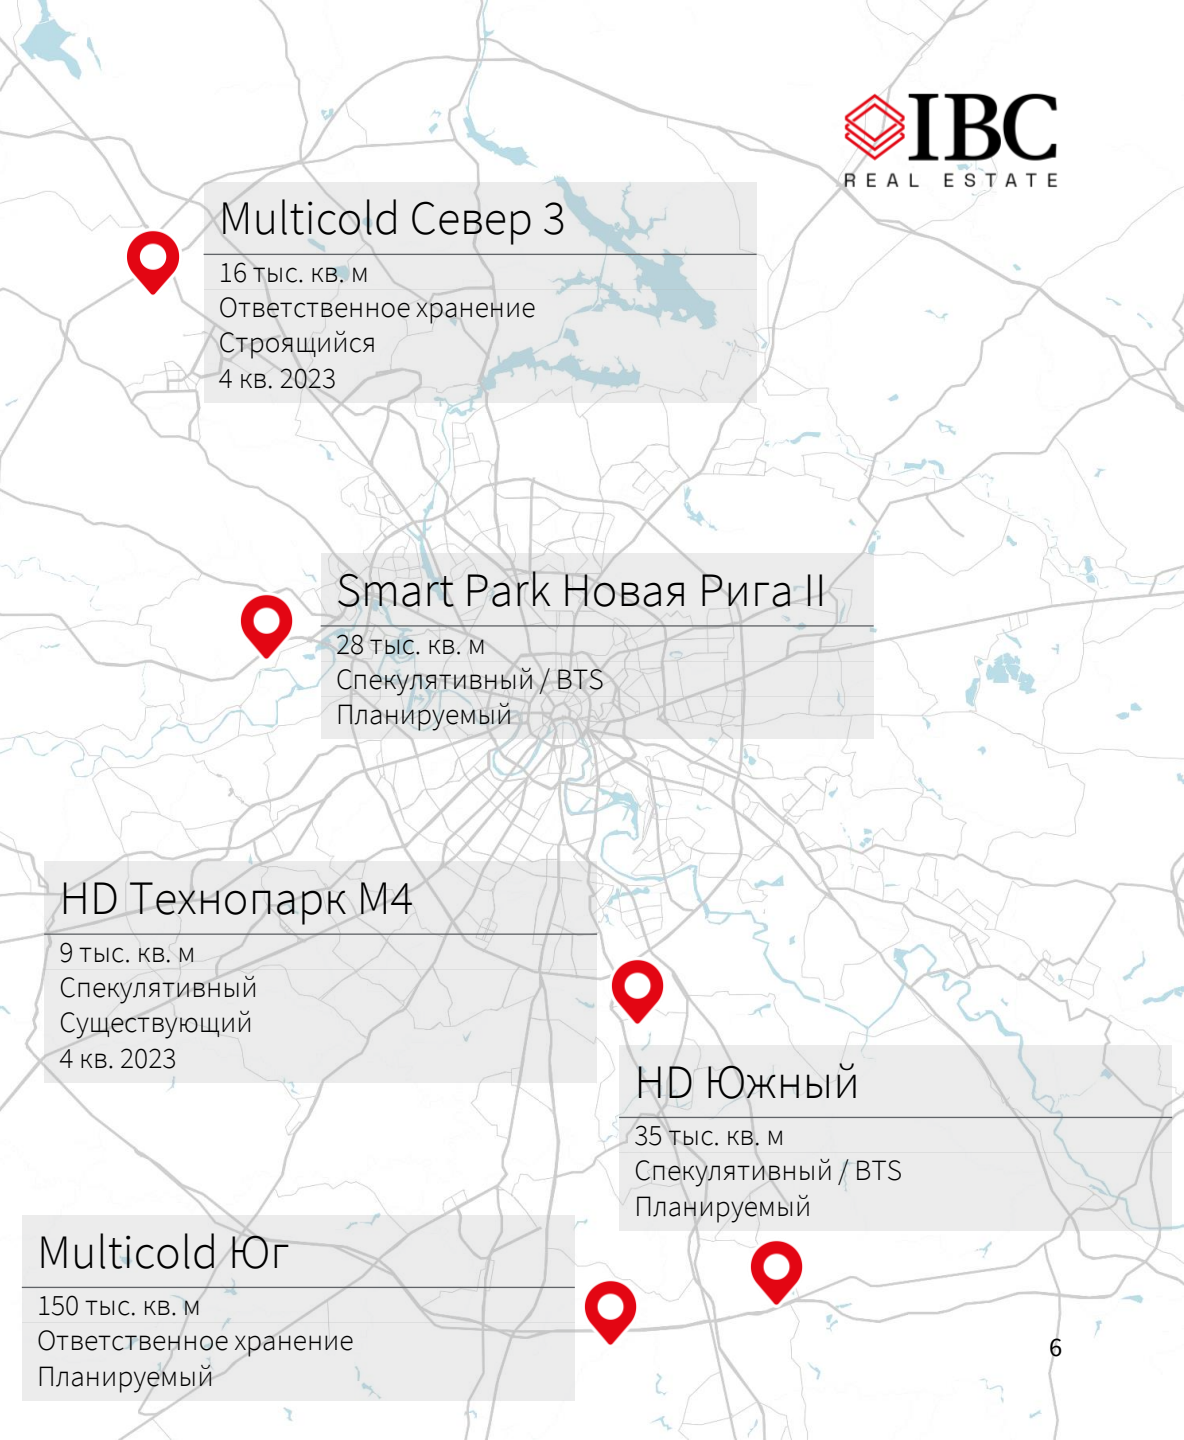 IBC
REAL ESTATE
Multicold Север 3
16 тыс. кв. м
Ответственное хранение
Строящийся
4 кв. 2023
Smart Park Новая Рига II
28 тыс. кв. м
Спекулятивный / BTS
Планируемый
HD Технопарк М4
9 тыс. кв. м
Спекулятивный
Существующий
4 кв. 2023
HD Южный
35 тыс. кв. м
Спекулятивный / BTS
Планируемый
Multicold Юг
150 тыс. кв. м
Ответственное хранение
Планируемый
6